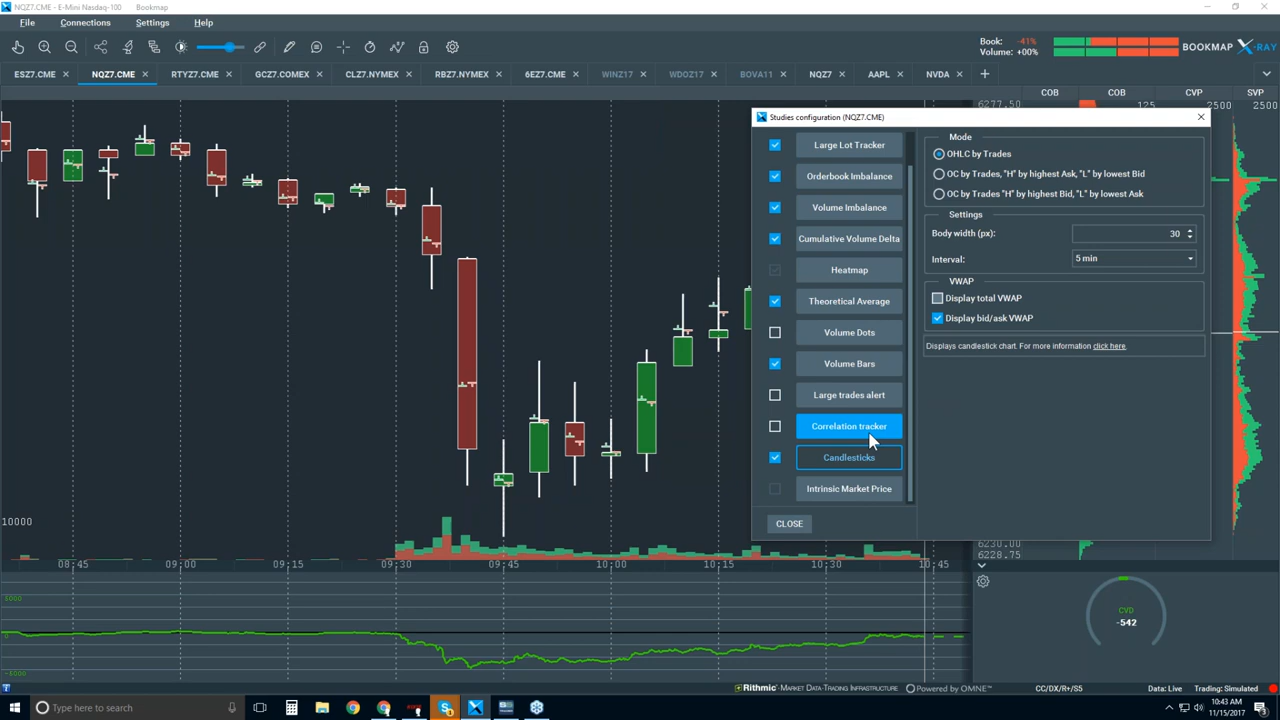 NQZ7.CME - E-Mini Nasdaq-100 Bookmap
File Connections Settings Help
Book: -41%
Volume: +00%
BOOKMAP X-RAY
ESZ7.CME × NQZ7.CME × RTYZ7.CME × GCZ7.COMEX × CLZ7.NYMEX × RBZ7.NYMEX × 6EZ7.CME × WINZ17 × WDOZ17 × BOVA11 × NQZ7 × AAPL × NVDA × +
COB COB CVP SVP
6277.50 125 2500 2500
Studies configuration (NQZ7.CME)
Large Lot Tracker
Orderbook Imbalance
Volume Imbalance
Cumulative Volume Delta
Heatmap
Theoretical Average
Volume Dots
Volume Bars
Large trades alert
Correlation tracker
Candlesticks
Intrinsic Market Price
CLOSE
Mode
OHLC by Trades
OC by Trades, "H" by highest Ask, "L" by lowest Bid
OC by Trades "H" by highest Bid, "L" by lowest Ask
Settings
Body width (px): 30
Interval: 5 min
VWAP
Display total VWAP
Display bid/ask VWAP
Displays candlestick chart. For more information click here.
10000
6230.00
6228.75
08:45 09:00 09:15 09:30 09:45 10:00 10:15 10:30 10:45
5000
0
-5000
CVD
-542
Rithmic™ MARKET DATA-TRADING INFRASTRUCTURE Powered by OMNE™ CC/DX/R+/S5 Data: Live Trading: Simulated
Type here to search
10:43 AM
11/15/2017
3